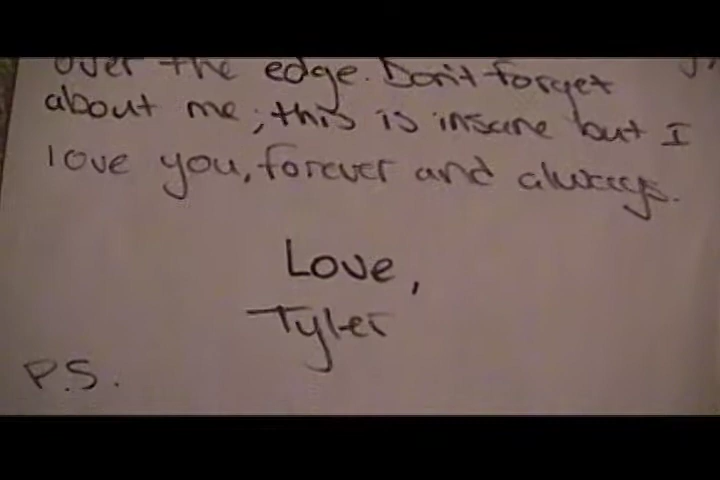 over the edge. Don't forget
about me, this is insane but I
love you, forever and always.
Love,
Tyler
P.S.